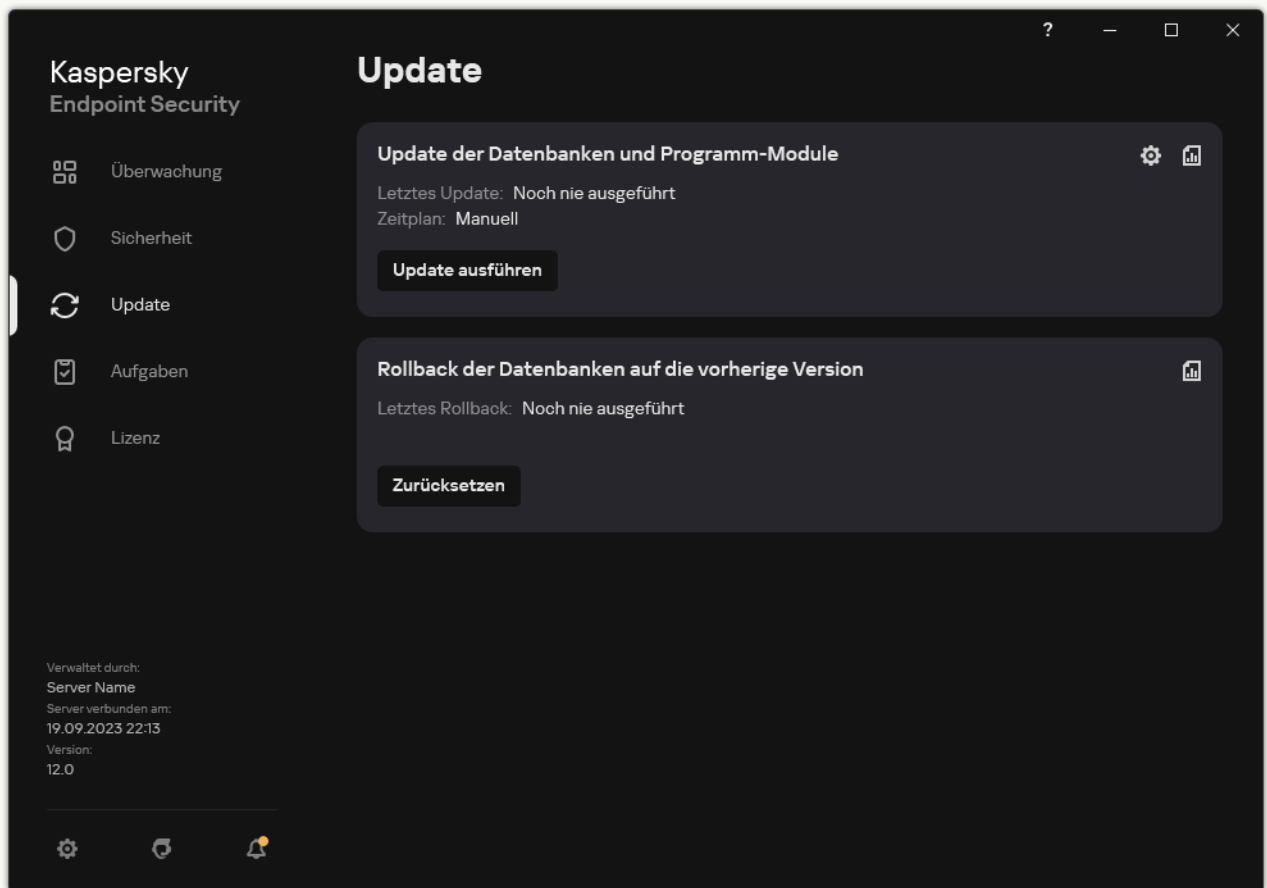 ?
Kaspersky
Endpoint Security
Überwachung
Sicherheit
Update
Aufgaben
Lizenz
Verwaltet durch:
Server Name
Server verbunden am:
19.09.2023 22:13
Version:
12.0
Update
Update der Datenbanken und Programm-Module
Letztes Update: Noch nie ausgeführt
Zeitplan: Manuell
Update ausführen
Rollback der Datenbanken auf die vorherige Version
Letztes Rollback: Noch nie ausgeführt
Zurücksetzen